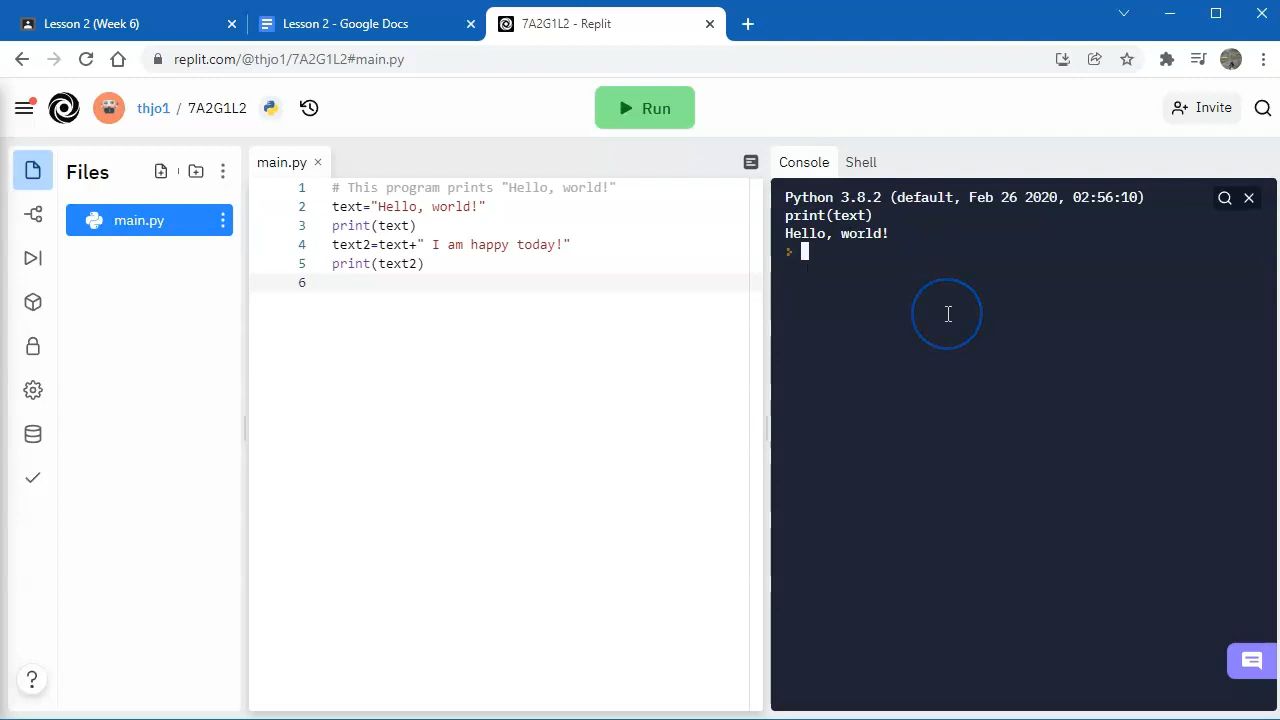 Lesson 2 (Week 6)
Lesson 2 - Google Docs
7A2G1L2 - Replit
replit.com/@thjo1/7A2G1L2#main.py
thjo1 / 7A2G1L2
Run
Invite
Files
main.py
main.py
1 # This program prints "Hello, world!"
2 text="Hello, world!"
3 print(text)
4 text2=text+" I am happy today!"
5 print(text2)
6
Console
Shell
Python 3.8.2 (default, Feb 26 2020, 02:56:10)
print(text)
Hello, world!
>
?